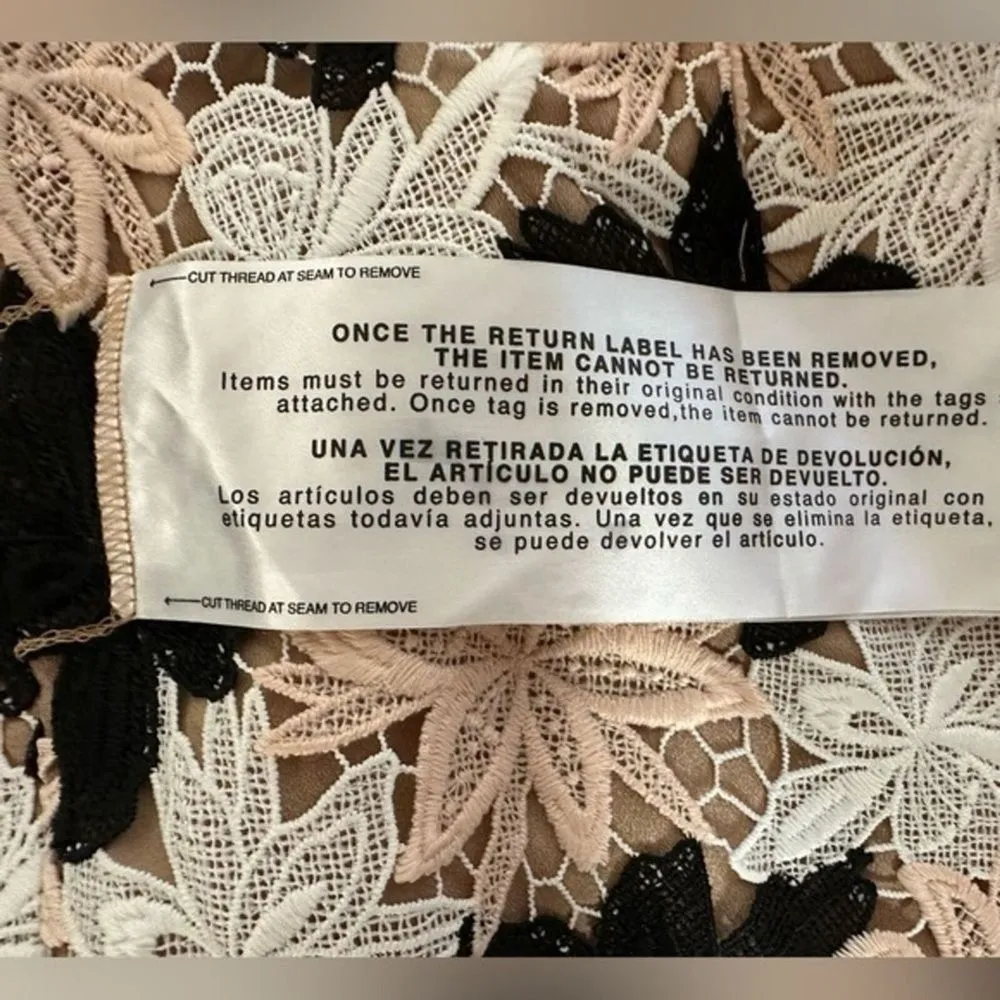 ←CUT THREAD AT SEAM TO REMOVE
ONCE THE RETURN LABEL HAS BEEN REMOVED,
THE ITEM CANNOT BE RETURNED.
Items must be returned in their original condition with the tags
attached. Once tag is removed,the item cannot be returned.
UNA VEZ RETIRADA LA ETIQUETA DE DEVOLUCIÓN,
EL ARTÍCULO NO PUEDE SER DEVUELTO.
Los artículos deben ser devueltos en su estado original con
etiquetas todavía adjuntas. Una vez que se elimina la etiqueta,
se puede devolver el artículo.
←CUT THREAD AT SEAM TO REMOVE